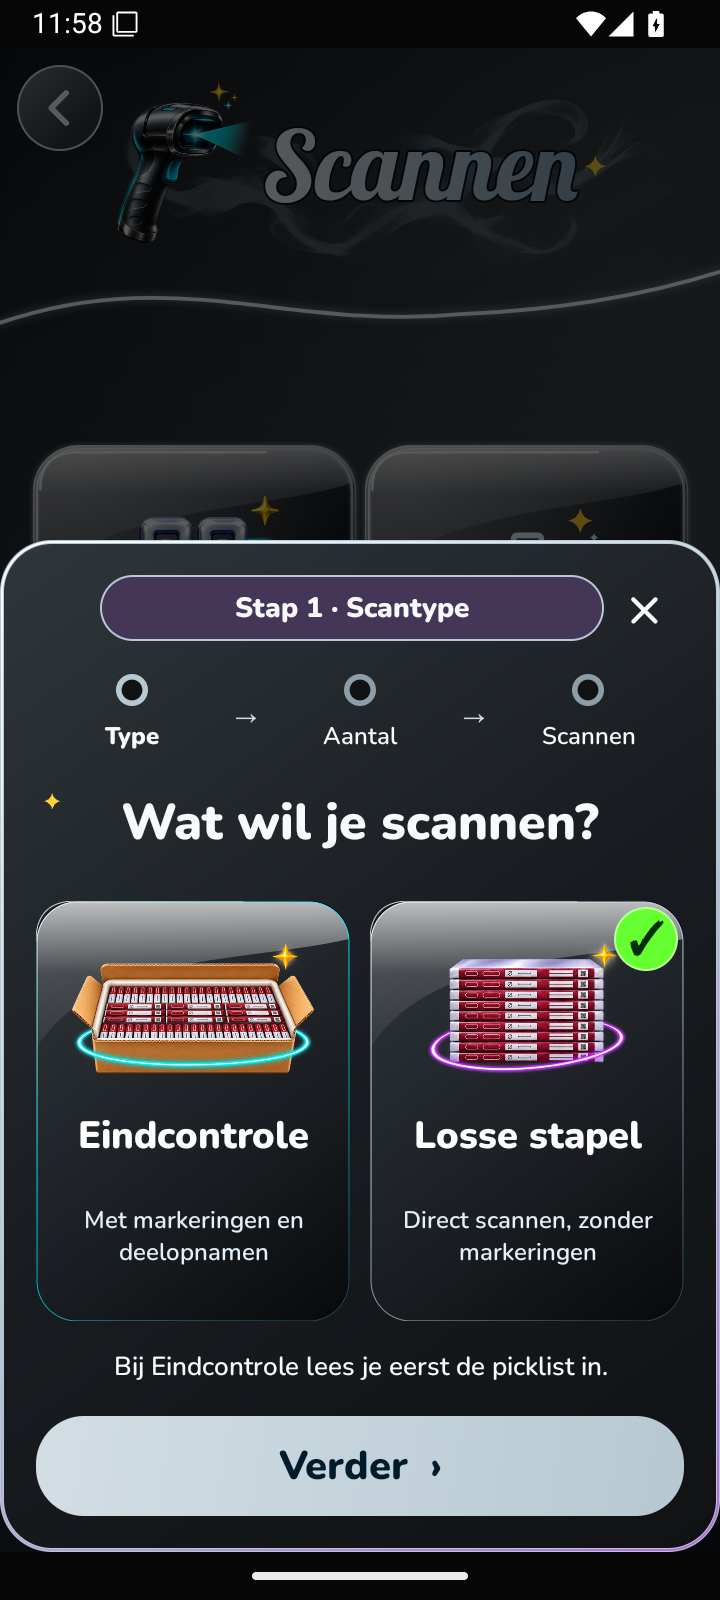 11:58
Scannen
Stap 1 · Scantype
Type → Aantal → Scannen
Wat wil je scannen?
Eindcontrole
Met markeringen en
deelopnamen
Losse stapel
Direct scannen, zonder
markeringen
Bij Eindcontrole lees je eerst de picklist in.
Verder ›